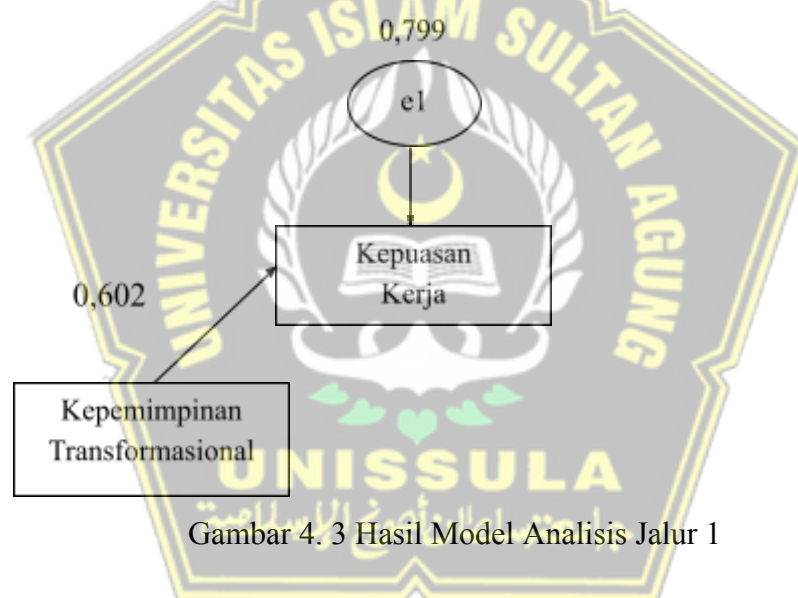 UNIVERSITAS ISLAM SULTAN AGUNG
0,799
e1
Kepuasan
Kerja
0,602
Kepemimpinan
Transformasional
UNISSULA
Gambar 4. 3 Hasil Model Analisis Jalur 1